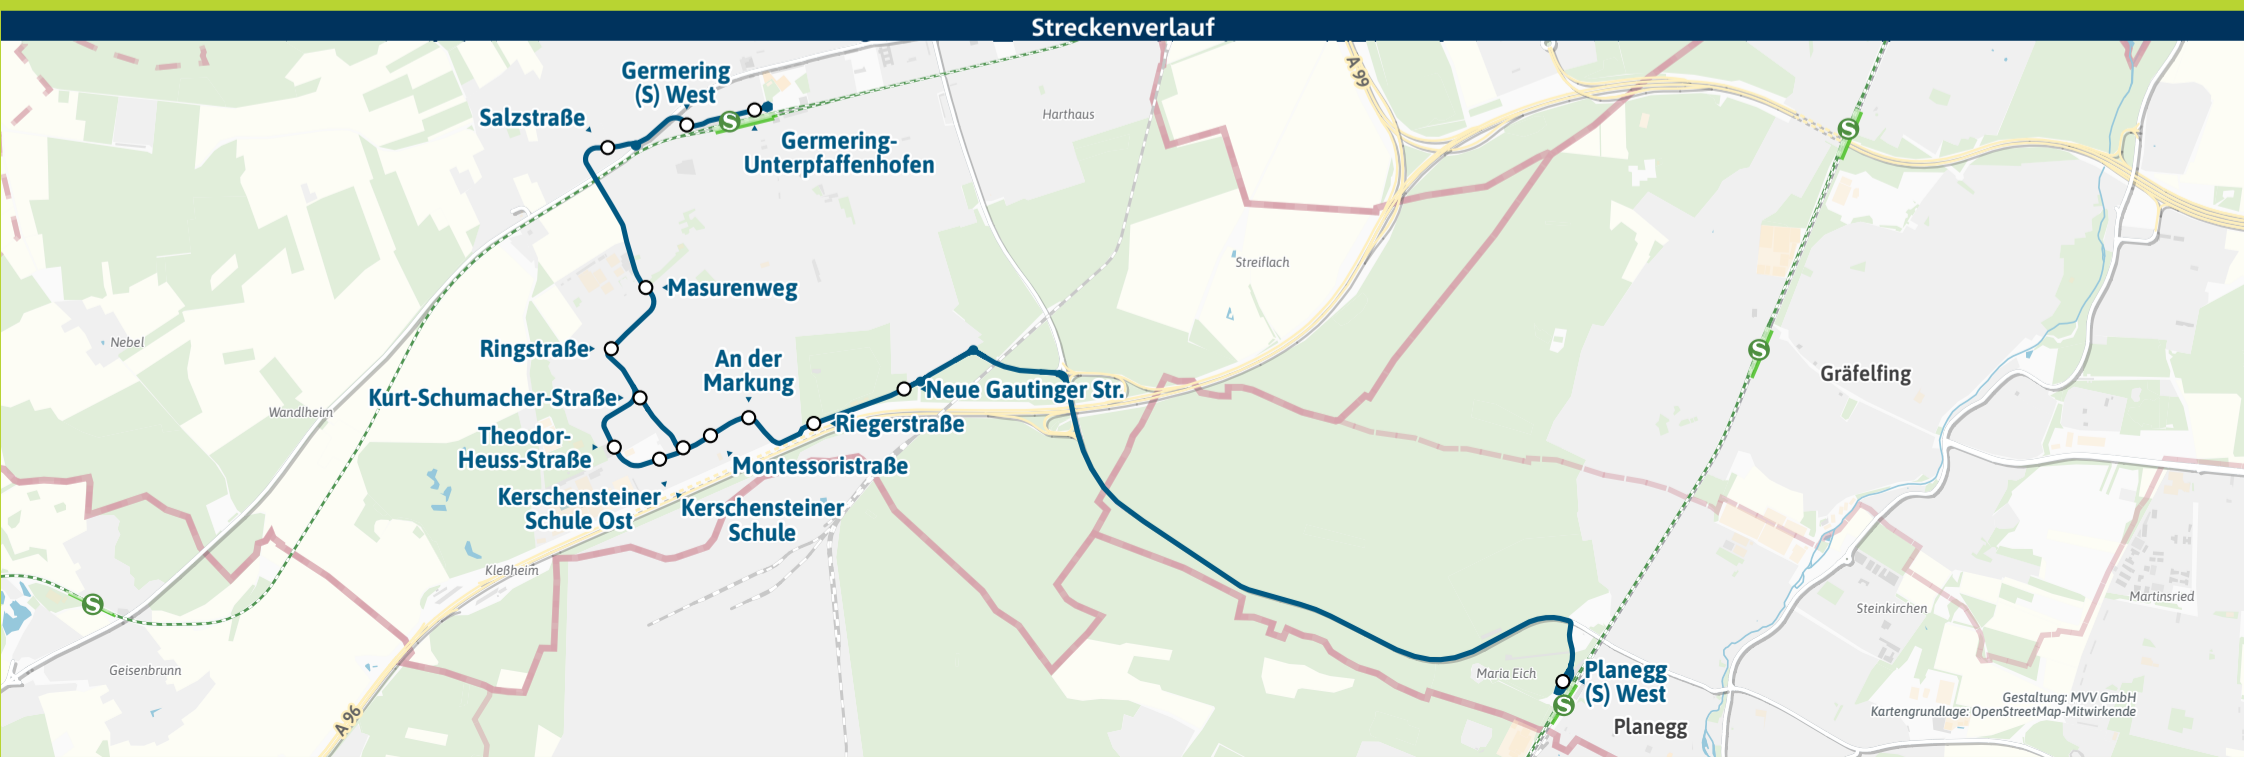 Streckenverlauf
A 99
Germering
(S) West
Salzstraße
Harthaus
Germering-
Unterpfaffenhofen
Streiflach
Masurenweg
Nebel
Ringstraße
An der
Markung
Gräfelfing
Kurt-Schumacher-Straße
Neue Gautinger Str.
Wandlheim
Riegerstraße
Theodor-
Heuss-Straße
Montessoristraße
Kerschensteiner
Schule Ost
Kerschensteiner
Schule
Kleßheim
Martinsried
Steinkirchen
Geisenbrunn
Maria Eich
Planegg
(S) West
A 96
Planegg
Gestaltung: MVV GmbH
Kartengrundlage: OpenStreetMap-Mitwirkende
S
S
S
S
S